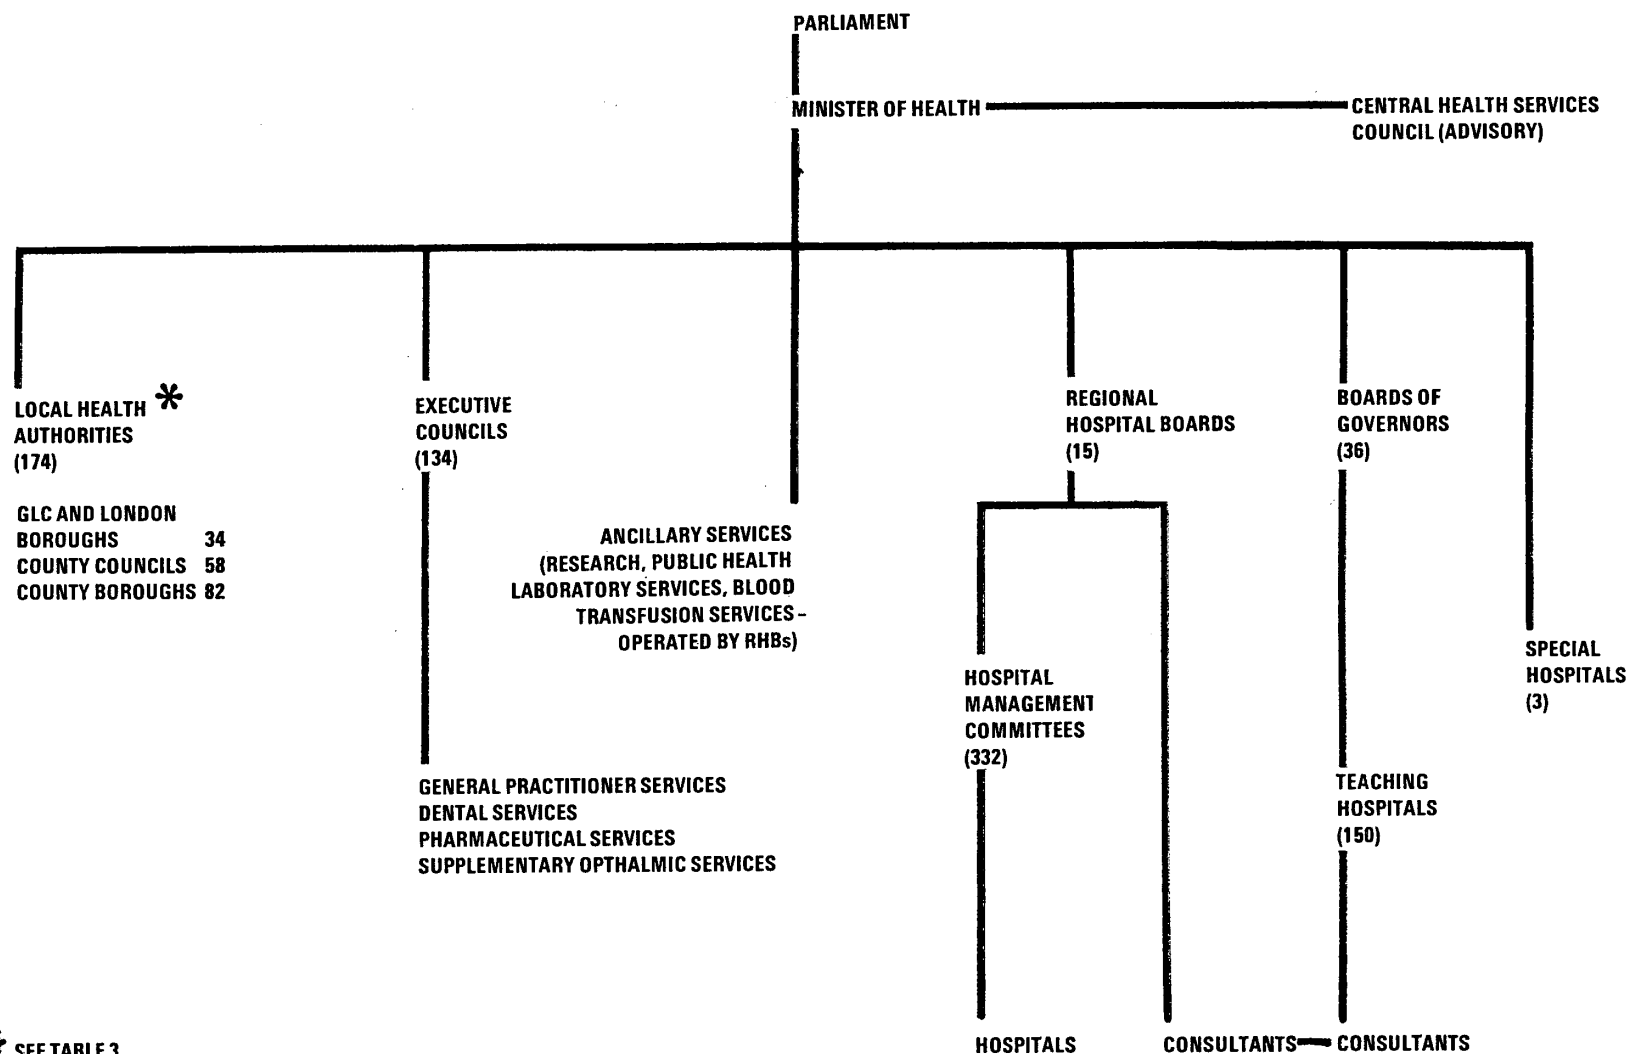 PARLIAMENT
MINISTER OF HEALTH
CENTRAL HEALTH SERVICES
COUNCIL (ADVISORY)
LOCAL HEALTH *
AUTHORITIES
(174)
GLC AND LONDON
BOROUGHS 34
COUNTY COUNCILS 58
COUNTY BOROUGHS 82
EXECUTIVE
COUNCILS
(134)
GENERAL PRACTITIONER SERVICES
DENTAL SERVICES
PHARMACEUTICAL SERVICES
SUPPLEMENTARY OPTHALMIC SERVICES
ANCILLARY SERVICES
(RESEARCH, PUBLIC HEALTH
LABORATORY SERVICES, BLOOD
TRANSFUSION SERVICES –
OPERATED BY RHBs)
REGIONAL
HOSPITAL BOARDS
(15)
HOSPITAL
MANAGEMENT
COMMITTEES
(332)
HOSPITALS
CONSULTANTS
BOARDS OF
GOVERNORS
(36)
TEACHING
HOSPITALS
(150)
CONSULTANTS
SPECIAL
HOSPITALS
(3)
* SEE TABLE 3